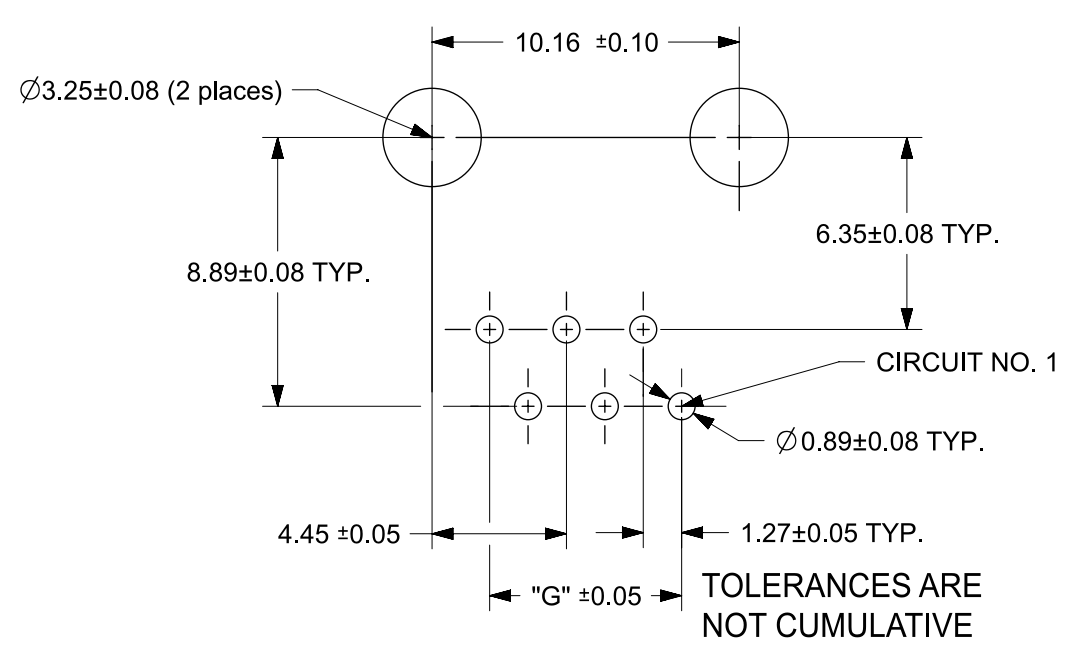 10.16 ±0.10
Ø3.25±0.08 (2 places)
6.35±0.08 TYP.
8.89±0.08 TYP.
CIRCUIT NO. 1
Ø0.89±0.08 TYP.
4.45 ±0.05
1.27±0.05 TYP.
"G" ±0.05
TOLERANCES ARE
NOT CUMULATIVE